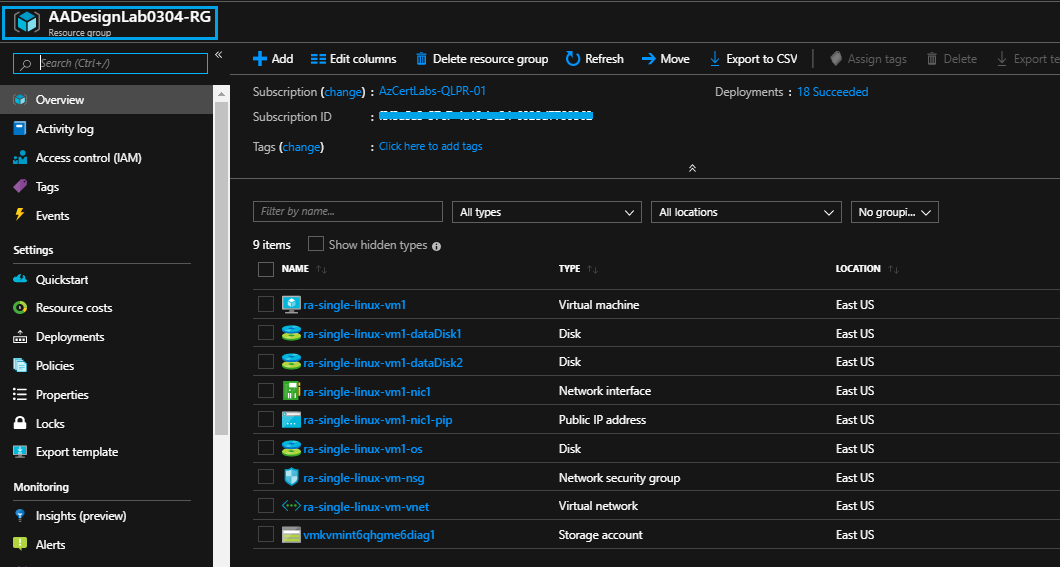 AADesignLab0304-RG
Resource group
Search (Ctrl+/)
«
Add Edit columns Delete resource group Refresh Move Export to CSV Assign tags Delete Export te
Overview
Activity log
Access control (IAM)
Tags
Events
Settings
Quickstart
Resource costs
Deployments
Policies
Properties
Locks
Export template
Monitoring
Insights (preview)
Alerts
Subscription (change) : AzCertLabs-QLPR-01
Deployments : 18 Succeeded
Subscription ID :
Tags (change) : Click here to add tags
Filter by name...
All types
All locations
No groupi...
9 items Show hidden types
NAME TYPE LOCATION
ra-single-linux-vm1 Virtual machine East US
ra-single-linux-vm1-dataDisk1 Disk East US
ra-single-linux-vm1-dataDisk2 Disk East US
ra-single-linux-vm1-nic1 Network interface East US
ra-single-linux-vm1-nic1-pip Public IP address East US
ra-single-linux-vm1-os Disk East US
ra-single-linux-vm-nsg Network security group East US
ra-single-linux-vm-vnet Virtual network East US
vmkvmint6qhgme6diag1 Storage account East US